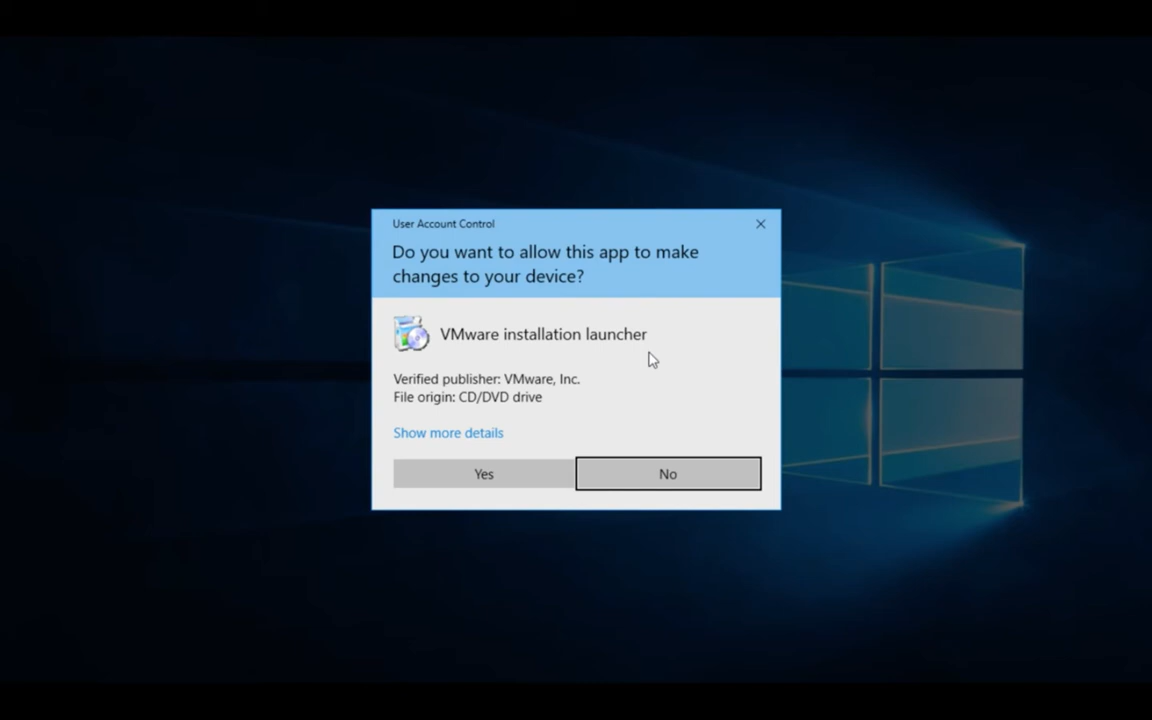 User Account Control
Do you want to allow this app to make
changes to your device?
VMware installation launcher
Verified publisher: VMware, Inc.
File origin: CD/DVD drive
Show more details
Yes
No